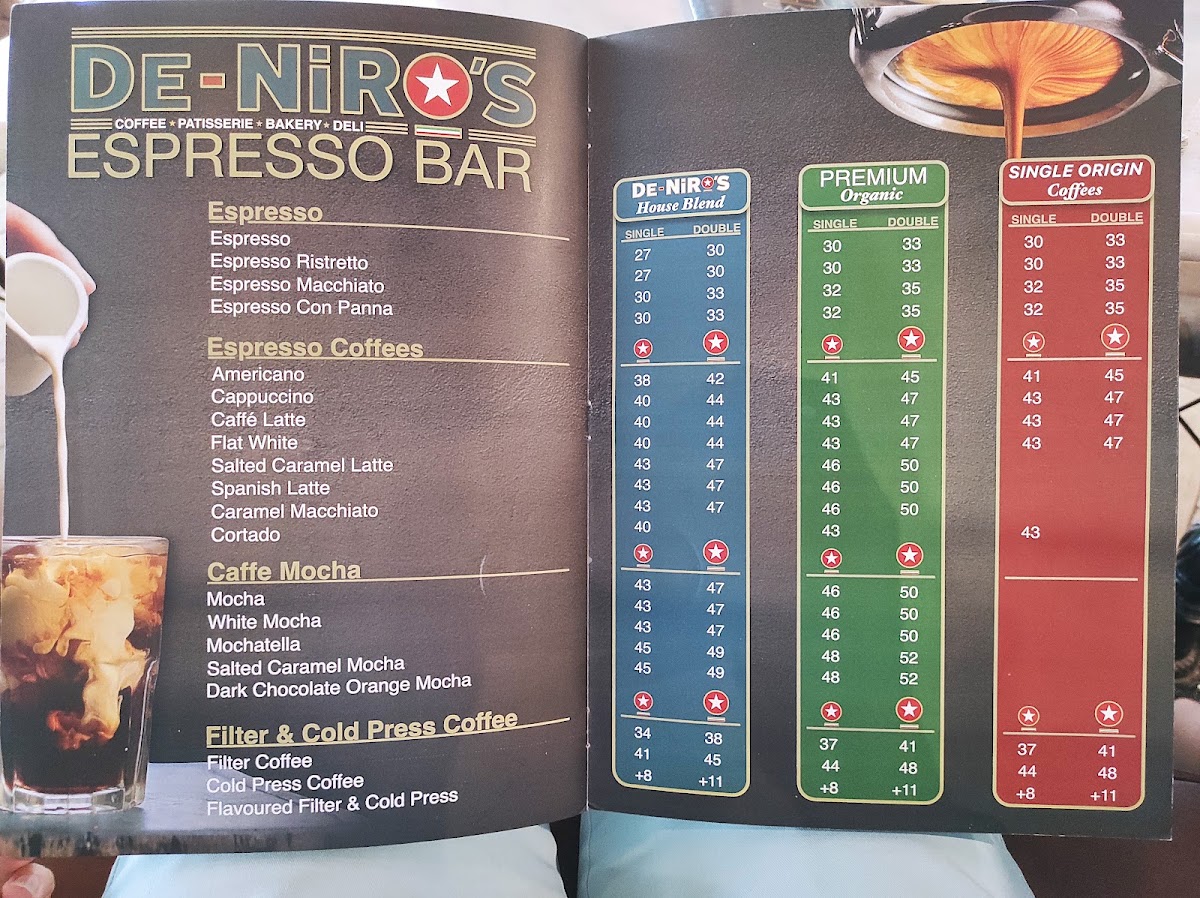 DE-NiRO'S
COFFEE ★ PATISSERIE ★ BAKERY ★ DELI
ESPRESSO BAR
Espresso
Espresso
Espresso Ristretto
Espresso Macchiato
Espresso Con Panna
Espresso Coffees
Americano
Cappuccino
Caffé Latte
Flat White
Salted Caramel Latte
Spanish Latte
Caramel Macchiato
Cortado
Caffe Mocha
Mocha
White Mocha
Mochatella
Salted Caramel Mocha
Dark Chocolate Orange Mocha
Filter & Cold Press Coffee
Filter Coffee
Cold Press Coffee
Flavoured Filter & Cold Press
DE-NiRO'S
House Blend
SINGLE DOUBLE
27 30
27 30
30 33
30 33
38 42
40 44
40 44
40 44
43 47
43 47
43 47
40
43 47
43 47
43 47
45 49
45 49
34 38
41 45
+8 +11
PREMIUM
Organic
SINGLE DOUBLE
30 33
30 33
32 35
32 35
41 45
43 47
43 47
43 47
46 50
46 50
46 50
43
46 50
46 50
46 50
48 52
48 52
37 41
44 48
+8 +11
SINGLE ORIGIN
Coffees
SINGLE DOUBLE
30 33
30 33
32 35
32 35
41 45
43 47
43 47
43 47
43
37 41
44 48
+8 +11